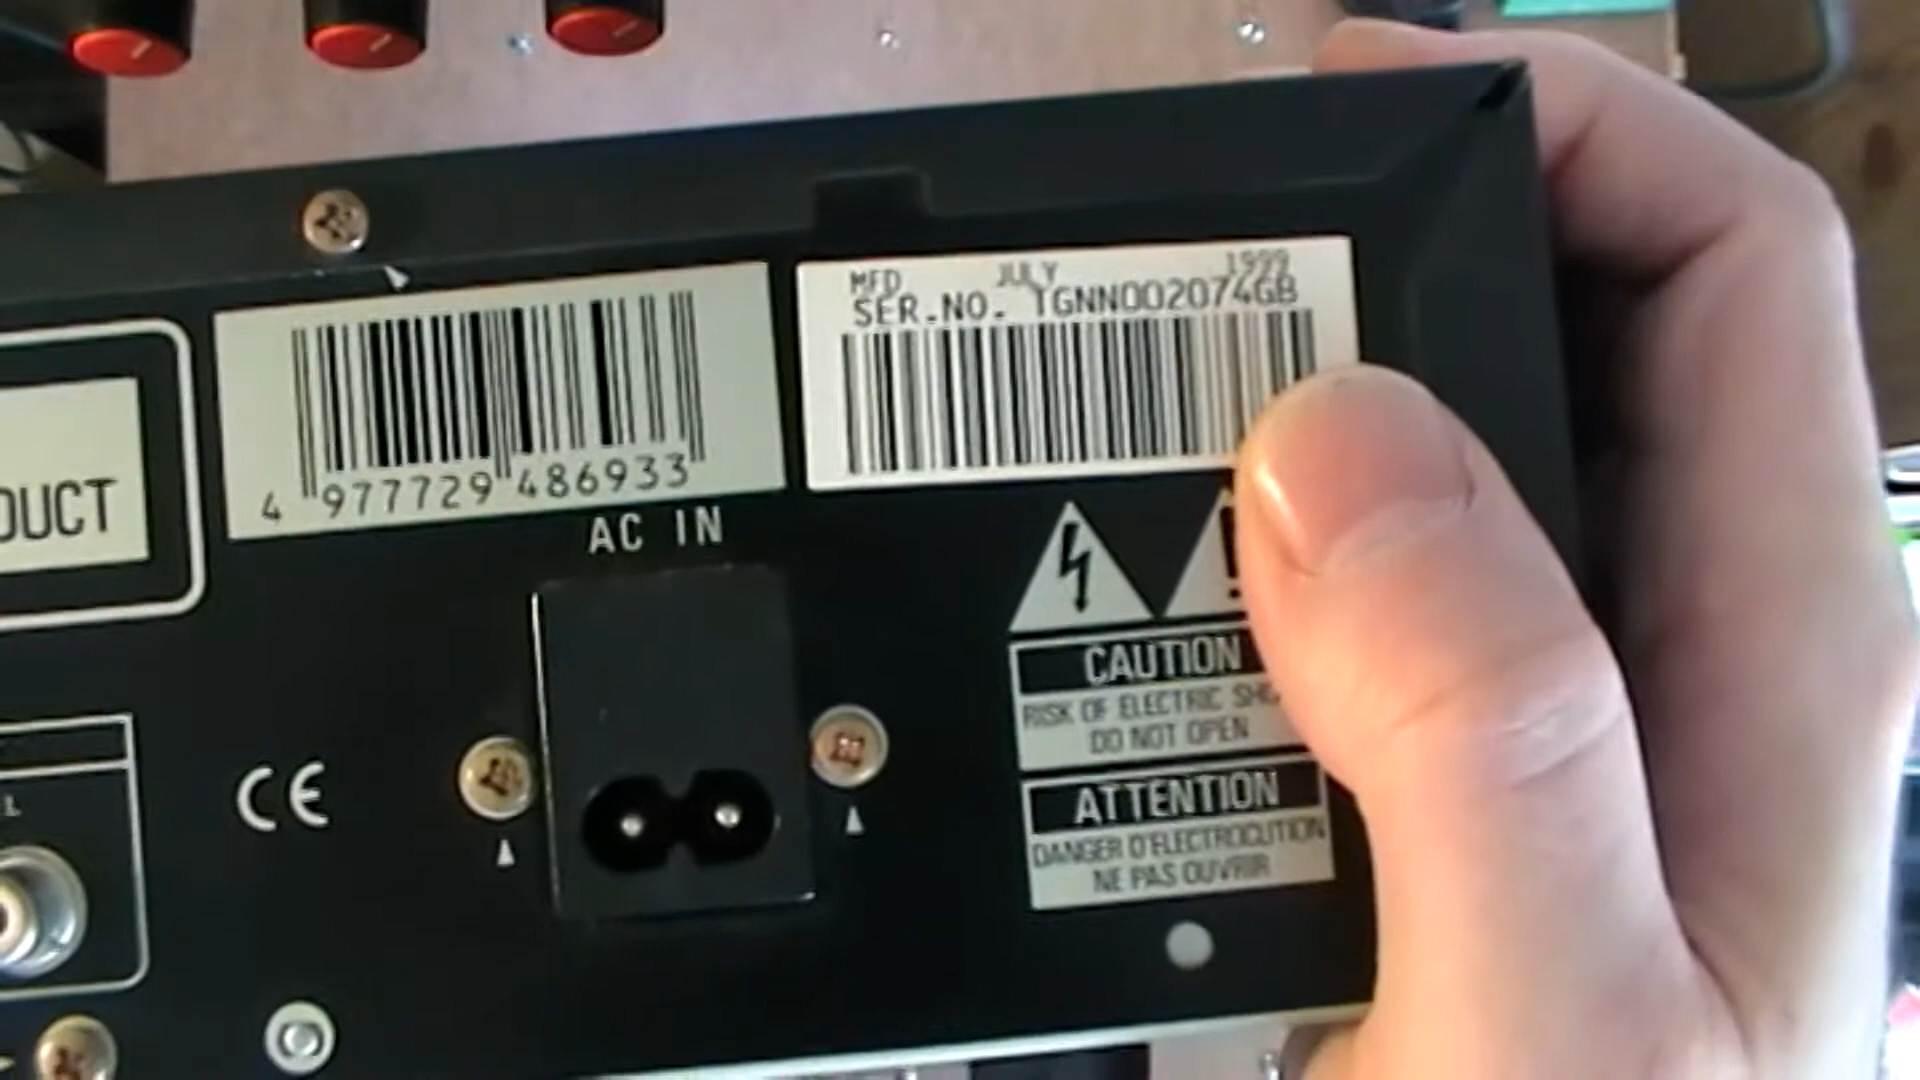 MFD JULY 1999
SER.NO. TGNN002074GB
4 977729 486933
DUCT
AC IN
CAUTION
RISK OF ELECTRIC
DO NOT OPEN
ATTENTION
DANGER D'ELECTROCUTION
NE PAS OUVRIR
CE
L